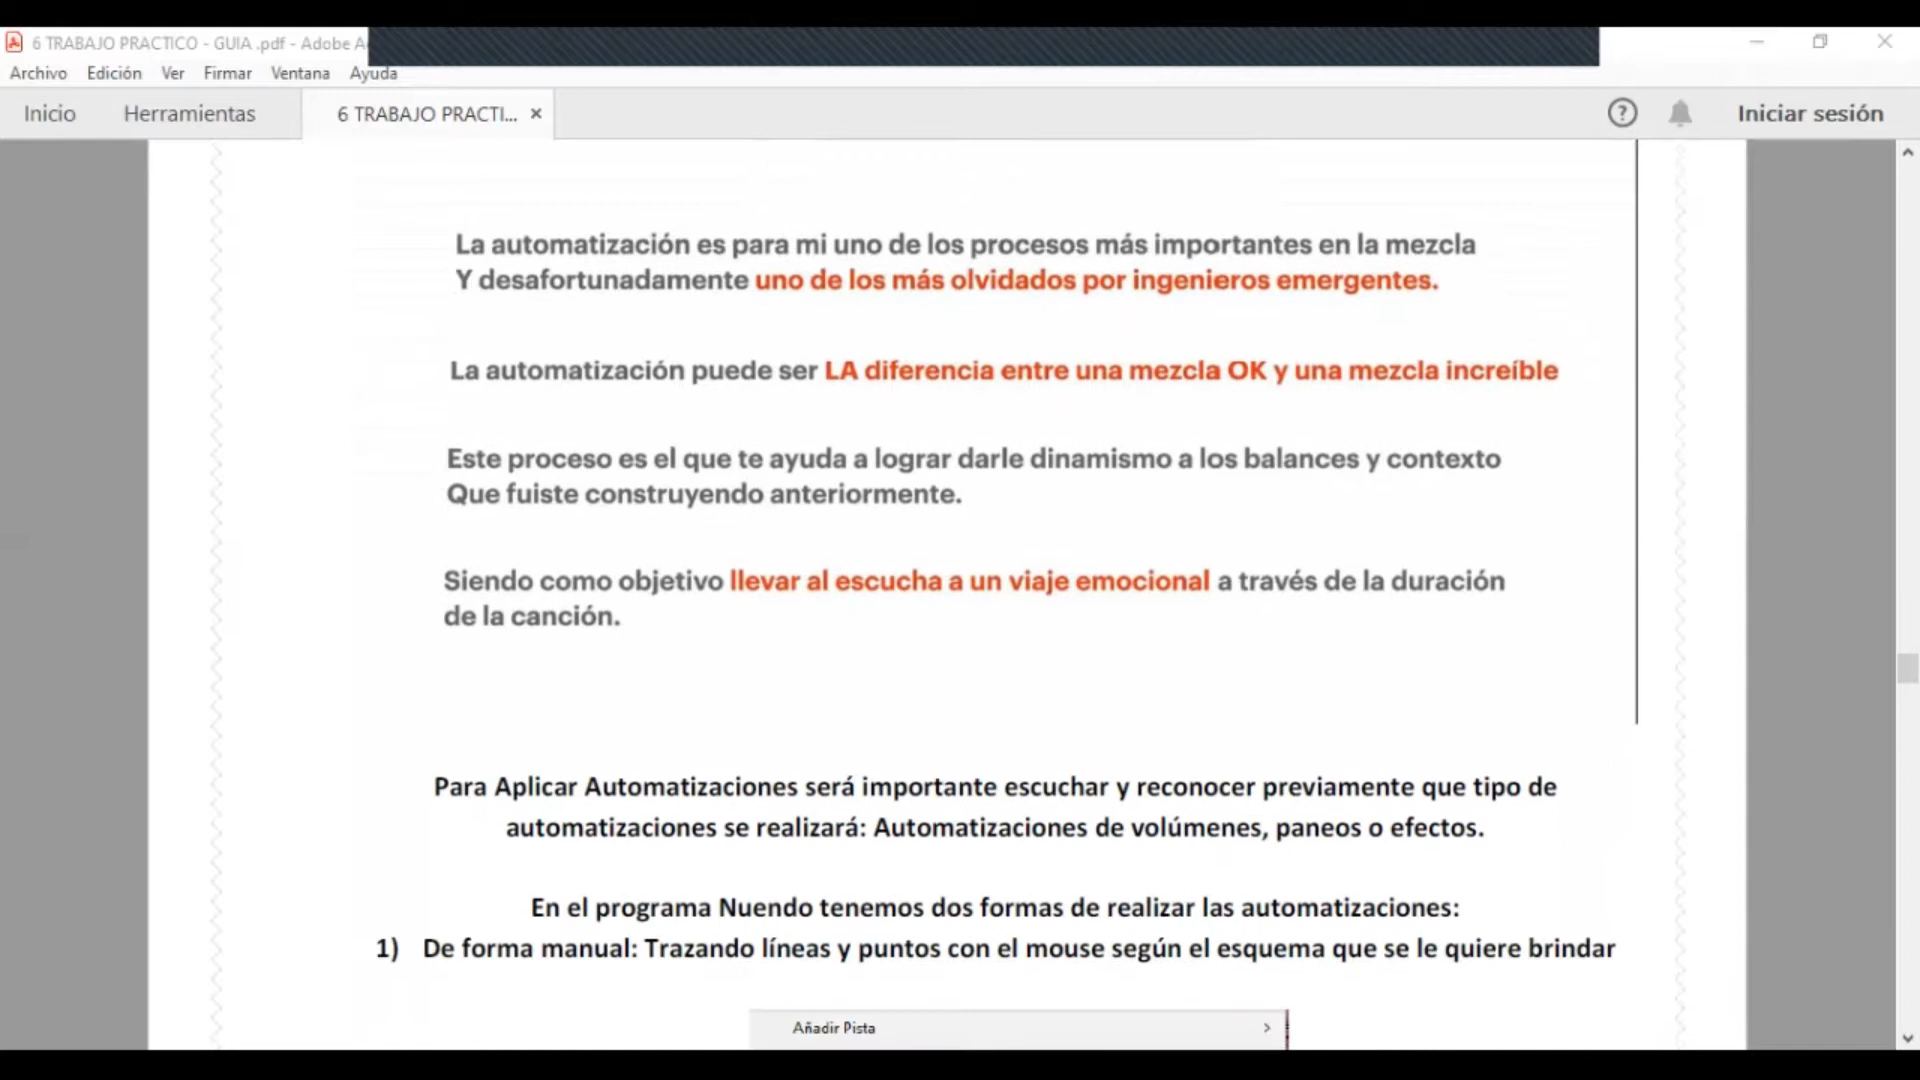 6 TRABAJO PRACTICO - GUIA .pdf - Adobe A
Archivo Edición Ver Firmar Ventana Ayuda
Inicio Herramientas 6 TRABAJO PRACTI... × ? Iniciar sesión
La automatización es para mi uno de los procesos más importantes en la mezcla
Y desafortunadamente uno de los más olvidados por ingenieros emergentes.
La automatización puede ser LA diferencia entre una mezcla OK y una mezcla increíble
Este proceso es el que te ayuda a lograr darle dinamismo a los balances y contexto
Que fuiste construyendo anteriormente.
Siendo como objetivo llevar al escucha a un viaje emocional a través de la duración
de la canción.
Para Aplicar Automatizaciones será importante escuchar y reconocer previamente que tipo de
automatizaciones se realizará: Automatizaciones de volúmenes, paneos o efectos.
En el programa Nuendo tenemos dos formas de realizar las automatizaciones:
1) De forma manual: Trazando líneas y puntos con el mouse según el esquema que se le quiere brindar
Añadir Pista >